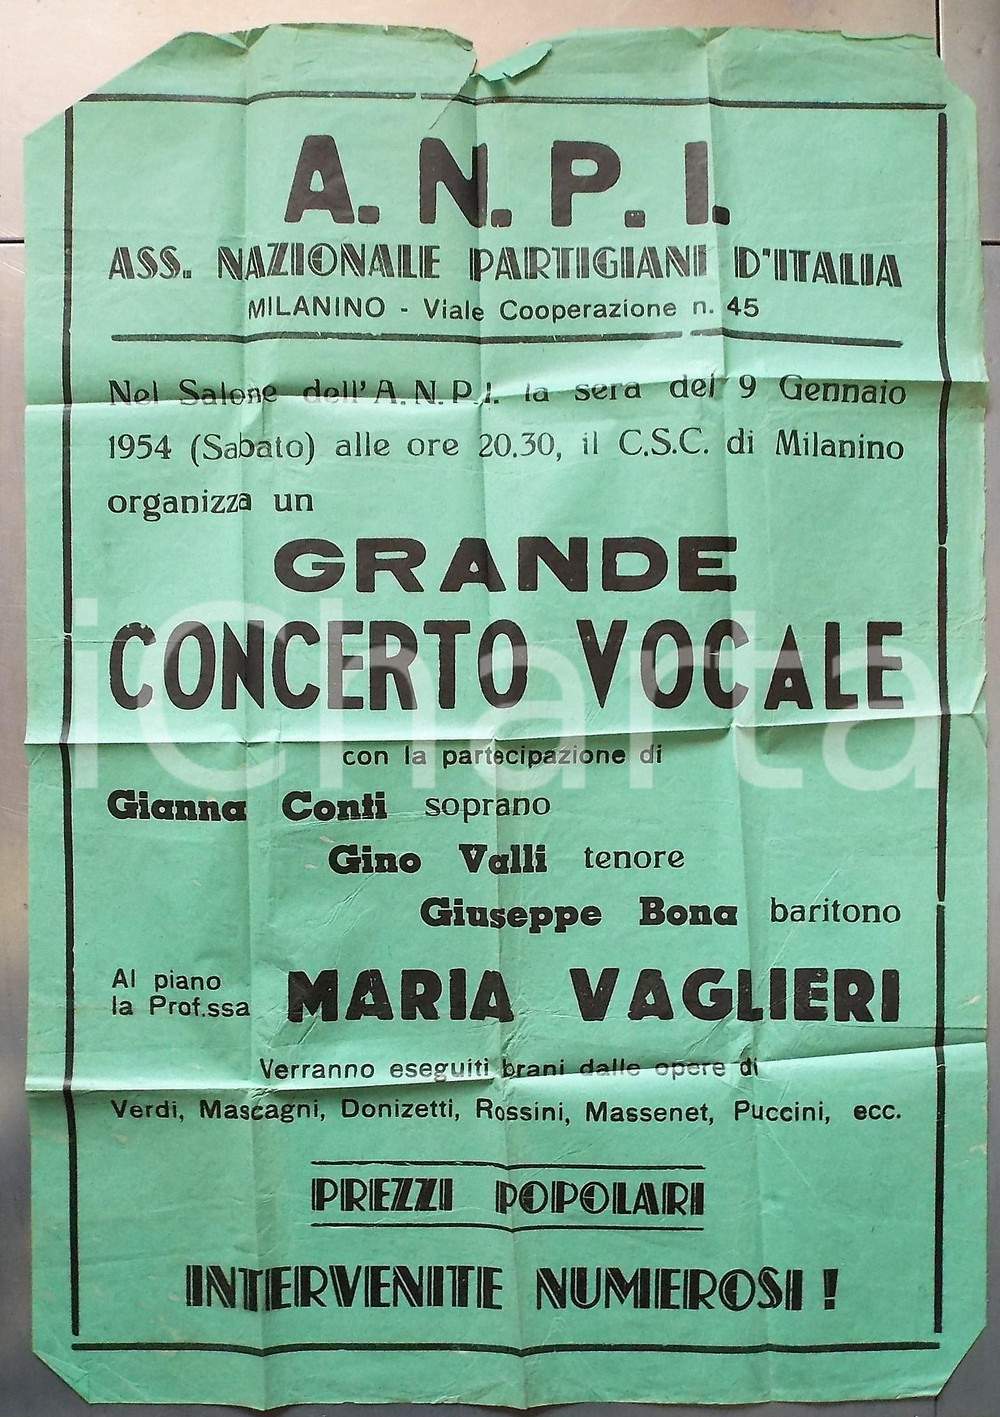 A.N.P.I.
ASS. NAZIONALE PARTIGIANI D'ITALIA
MILANINO - Viale Cooperazione n. 45
Nel Salone dell'A.N.P.I. la sera del 9 Gennaio
1954 (Sabato) alle ore 20.30, il C.S.C. di Milanino
organizza un
GRANDE
CONCERTO VOCALE
iCharta
con la partecipazione di
Gianna Conti soprano
Gino Valli tenore
Giuseppe Bona baritono
Al piano
la Prof.ssa MARIA VAGLIERI
Verranno eseguiti brani dalle opere di
Verdi, Mascagni, Donizetti, Rossini, Massenet, Puccini, ecc.
PREZZI POPOLARI
INTERVENITE NUMEROSI !